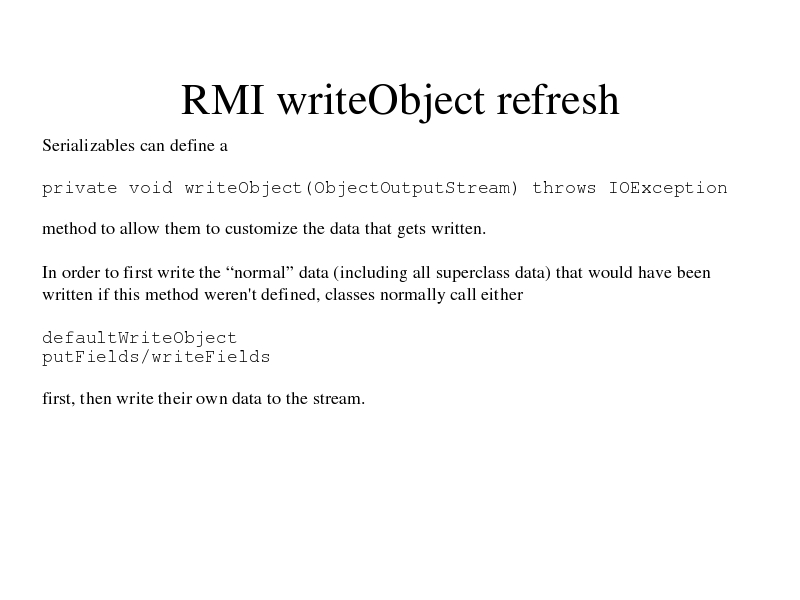 RMI writeObject refresh
Serializables can define a
private void writeObject(ObjectOutputStream) throws IOException
method to allow them to customize the data that gets written.
In order to first write the “normal” data (including all superclass data) that would have been
written if this method weren't defined, classes normally call either
defaultWriteObject
putFields/writeFields
first, then write their own data to the stream.